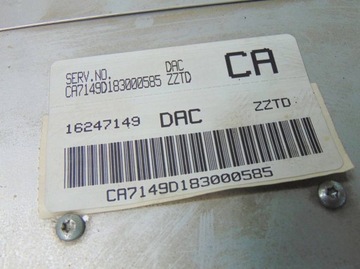 SERV.NO. DAC CA
CA7149D183000585 ZZTD
16247149 DAC ZZTD
CA7149D183000585